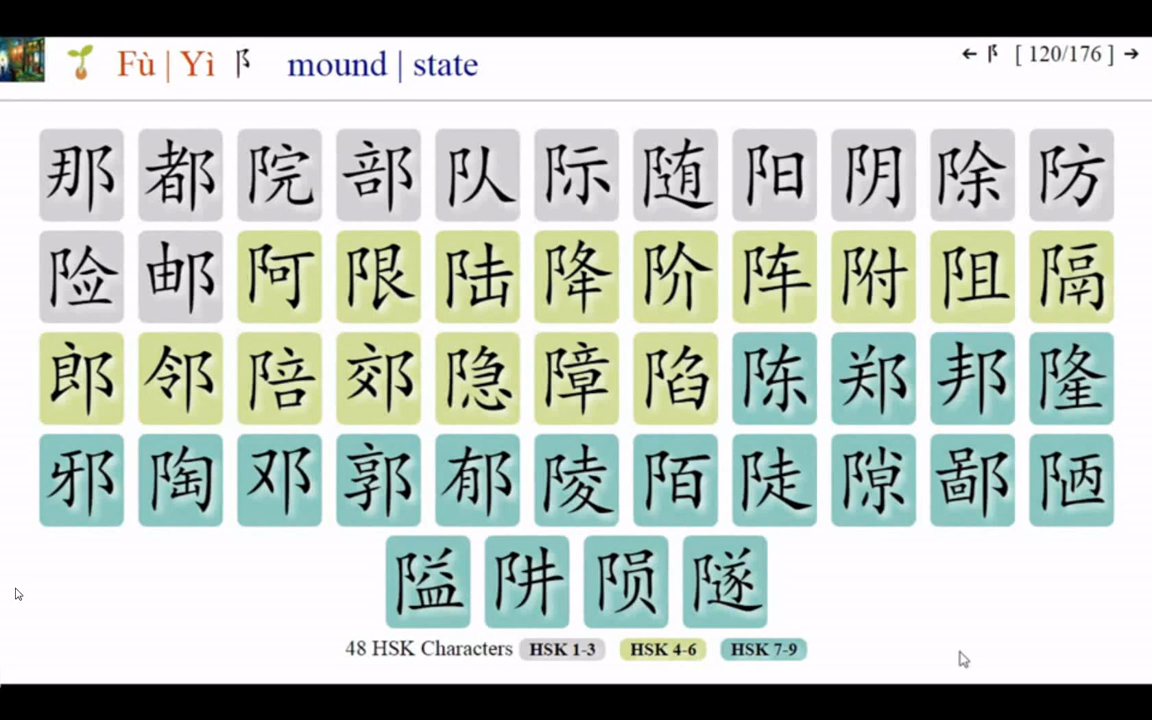 Fù | Yì 阝 mound | state
← 阝 [ 120/176 ] →
那 都 院 部 队 际 随 阳 阴 除 防
险 邮 阿 限 陆 降 阶 阵 附 阻 隔
郎 邻 陪 郊 隐 障 陷 陈 郑 邦 隆
邪 陶 邓 郭 郁 陵 陌 陡 隙 鄙 陋
隘 阱 陨 隧
48 HSK Characters HSK 1-3 HSK 4-6 HSK 7-9